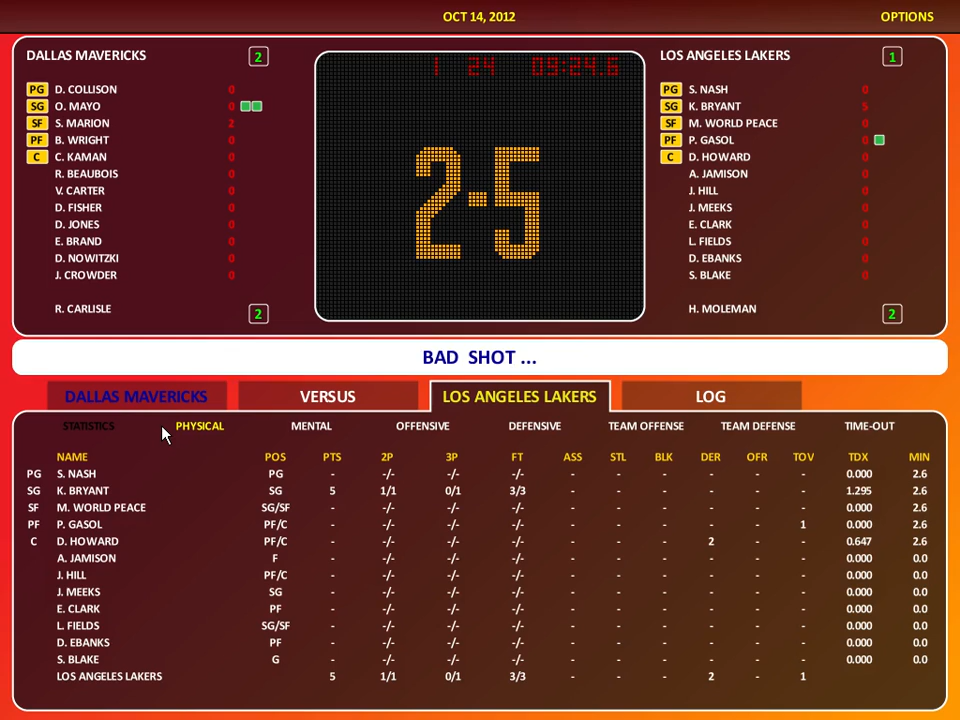 OCT 14, 2012 OPTIONS
DALLAS MAVERICKS 2 1 24 09:24.6 LOS ANGELES LAKERS 1
PG D. COLLISON 0 PG S. NASH 0
SG O. MAYO 0 SG K. BRYANT 5
SF S. MARION 2 SF M. WORLD PEACE 0
PF B. WRIGHT 0 PF P. GASOL 0
C C. KAMAN 0 C D. HOWARD 0
R. BEAUBOIS 0 A. JAMISON 0
V. CARTER 0 J. HILL 0
D. FISHER 0 J. MEEKS 0
D. JONES 0 E. CLARK 0
E. BRAND 0 L. FIELDS 0
D. NOWITZKI 0 D. EBANKS 0
J. CROWDER 0 S. BLAKE 0
2-5
R. CARLISLE 2 H. MOLEMAN 2
BAD SHOT ...
DALLAS MAVERICKS VERSUS LOS ANGELES LAKERS LOG
STATISTICS PHYSICAL MENTAL OFFENSIVE DEFENSIVE TEAM OFFENSE TEAM DEFENSE TIME-OUT
NAME POS PTS 2P 3P FT ASS STL BLK DER OFR TOV TDX MIN
PG S. NASH PG - -/- -/- -/- - - - - - - 0.000 2.6
SG K. BRYANT SG 5 1/1 0/1 3/3 - - - - - - 1.295 2.6
SF M. WORLD PEACE SG/SF - -/- -/- -/- - - - - - - 0.000 2.6
PF P. GASOL PF/C - -/- -/- -/- - - - - - 1 0.000 2.6
C D. HOWARD PF/C - -/- -/- -/- - - - 2 - - 0.647 2.6
A. JAMISON F - -/- -/- -/- - - - - - - 0.000 0.0
J. HILL PF/C - -/- -/- -/- - - - - - - 0.000 0.0
J. MEEKS SG - -/- -/- -/- - - - - - - 0.000 0.0
E. CLARK PF - -/- -/- -/- - - - - - - 0.000 0.0
L. FIELDS SG/SF - -/- -/- -/- - - - - - - 0.000 0.0
D. EBANKS PF - -/- -/- -/- - - - - - - 0.000 0.0
S. BLAKE G - -/- -/- -/- - - - - - - 0.000 0.0
LOS ANGELES LAKERS 5 1/1 0/1 3/3 - - - 2 - 1